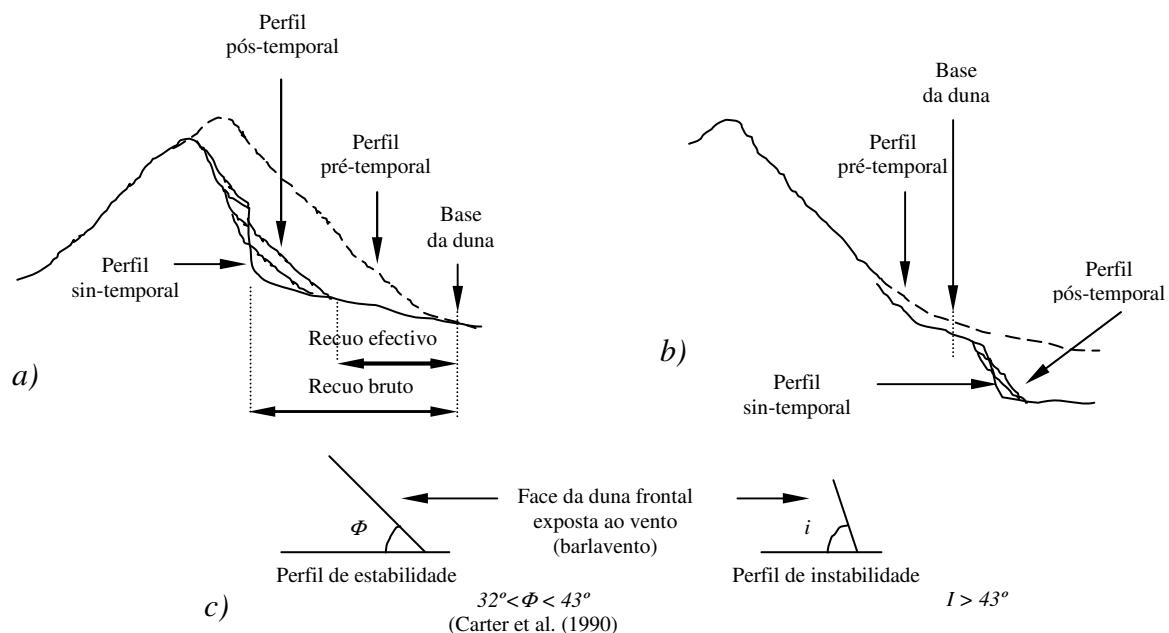 Perfil
pós-temporal
Perfil
pré-temporal
Base
da duna
Perfil
sin-temporal
Recuo efectivo
Recuo bruto
a)
Base
da duna
Perfil
pré-temporal
Perfil
pós-temporal
Perfil
sin-temporal
b)
Φ
Perfil de estabilidade
32º<Φ < 43º
(Carter et al. (1990)
Face da duna frontal
exposta ao vento
(barlavento)
i
Perfil de instabilidade
I > 43º
c)